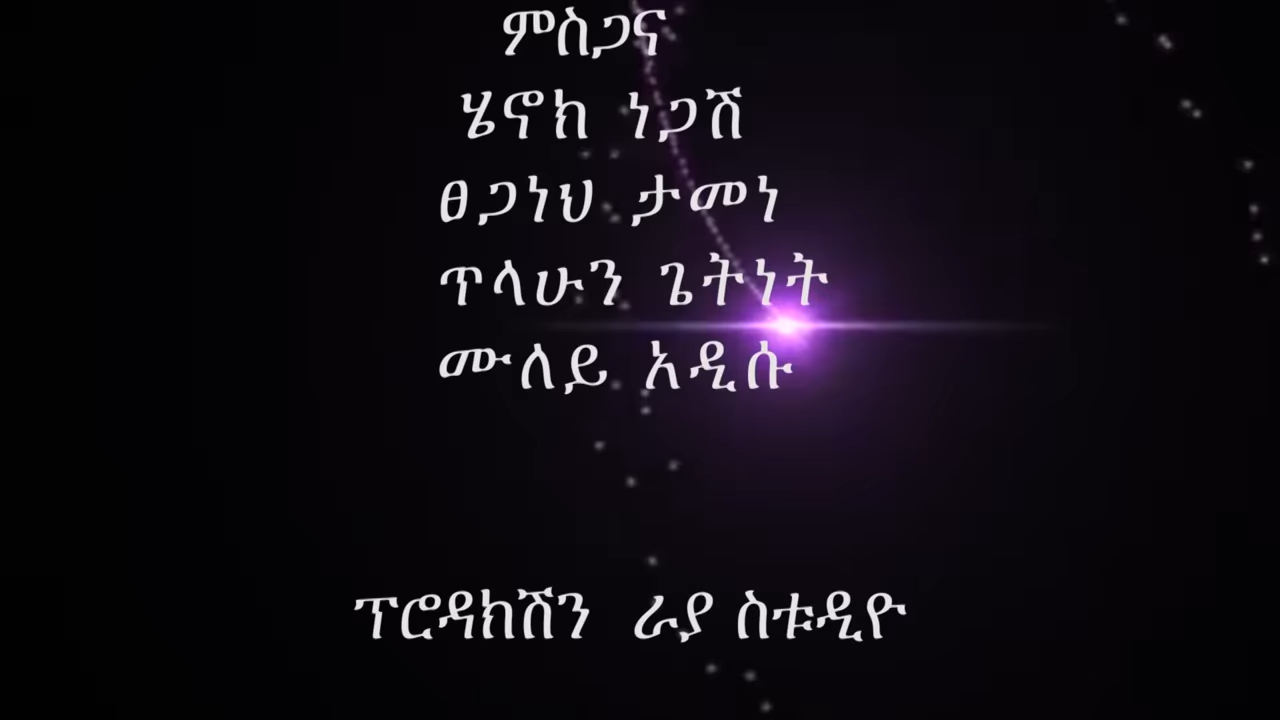 ምስጋና
ሄኖክ ነጋሽ
ፀጋነህ ታመነ
ጥላሁን ጌትነት
ሙለይ አዲሱ
ፕሮዳክሽን ራያ ስቱዲዮ